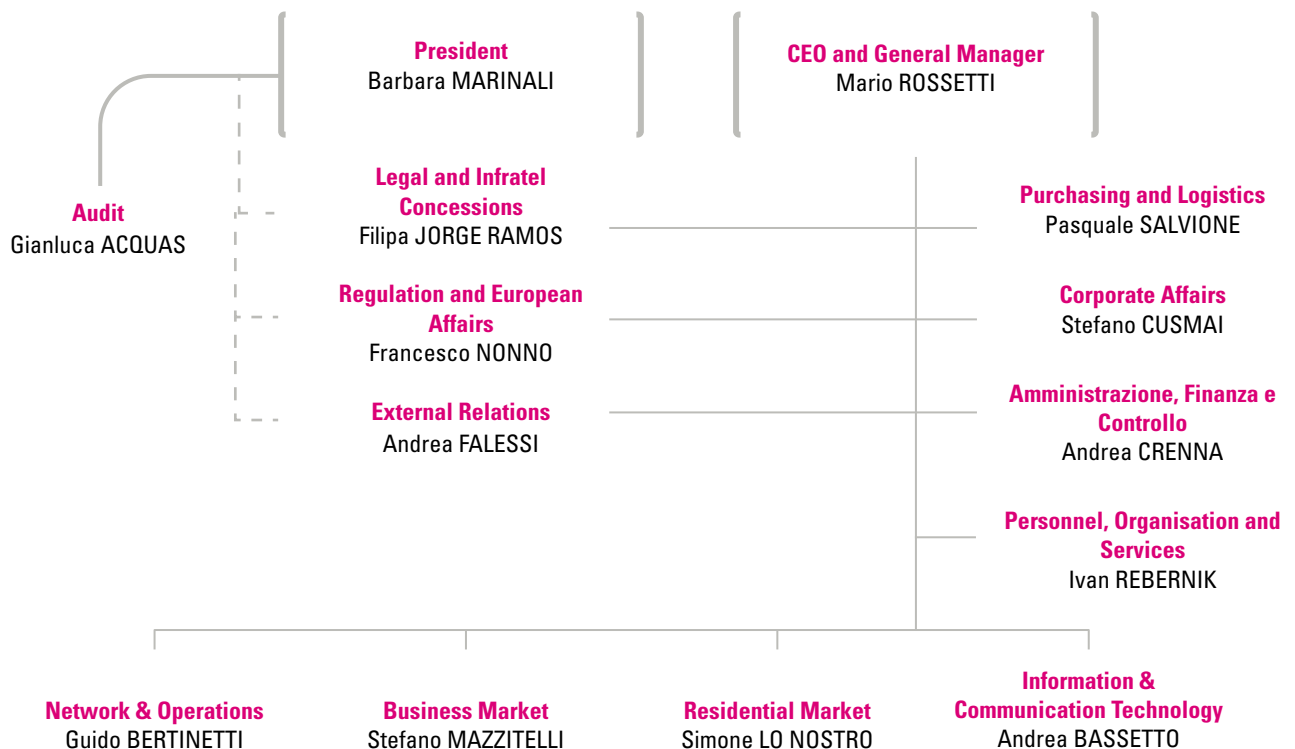 President
Barbara MARINALI
CEO and General Manager
Mario ROSSETTI
Audit
Gianluca ACQUAS
Legal and Infratel
Concessions
Filipa JORGE RAMOS
Purchasing and Logistics
Pasquale SALVIONE
Regulation and European
Affairs
Francesco NONNO
Corporate Affairs
Stefano CUSMAI
External Relations
Andrea FALESSI
Amministrazione, Finanza e
Controllo
Andrea CRENNA
Personnel, Organisation and
Services
Ivan REBERNIK
Network & Operations
Guido BERTINETTI
Business Market
Stefano MAZZITELLI
Residential Market
Simone LO NOSTRO
Information &
Communication Technology
Andrea BASSETTO